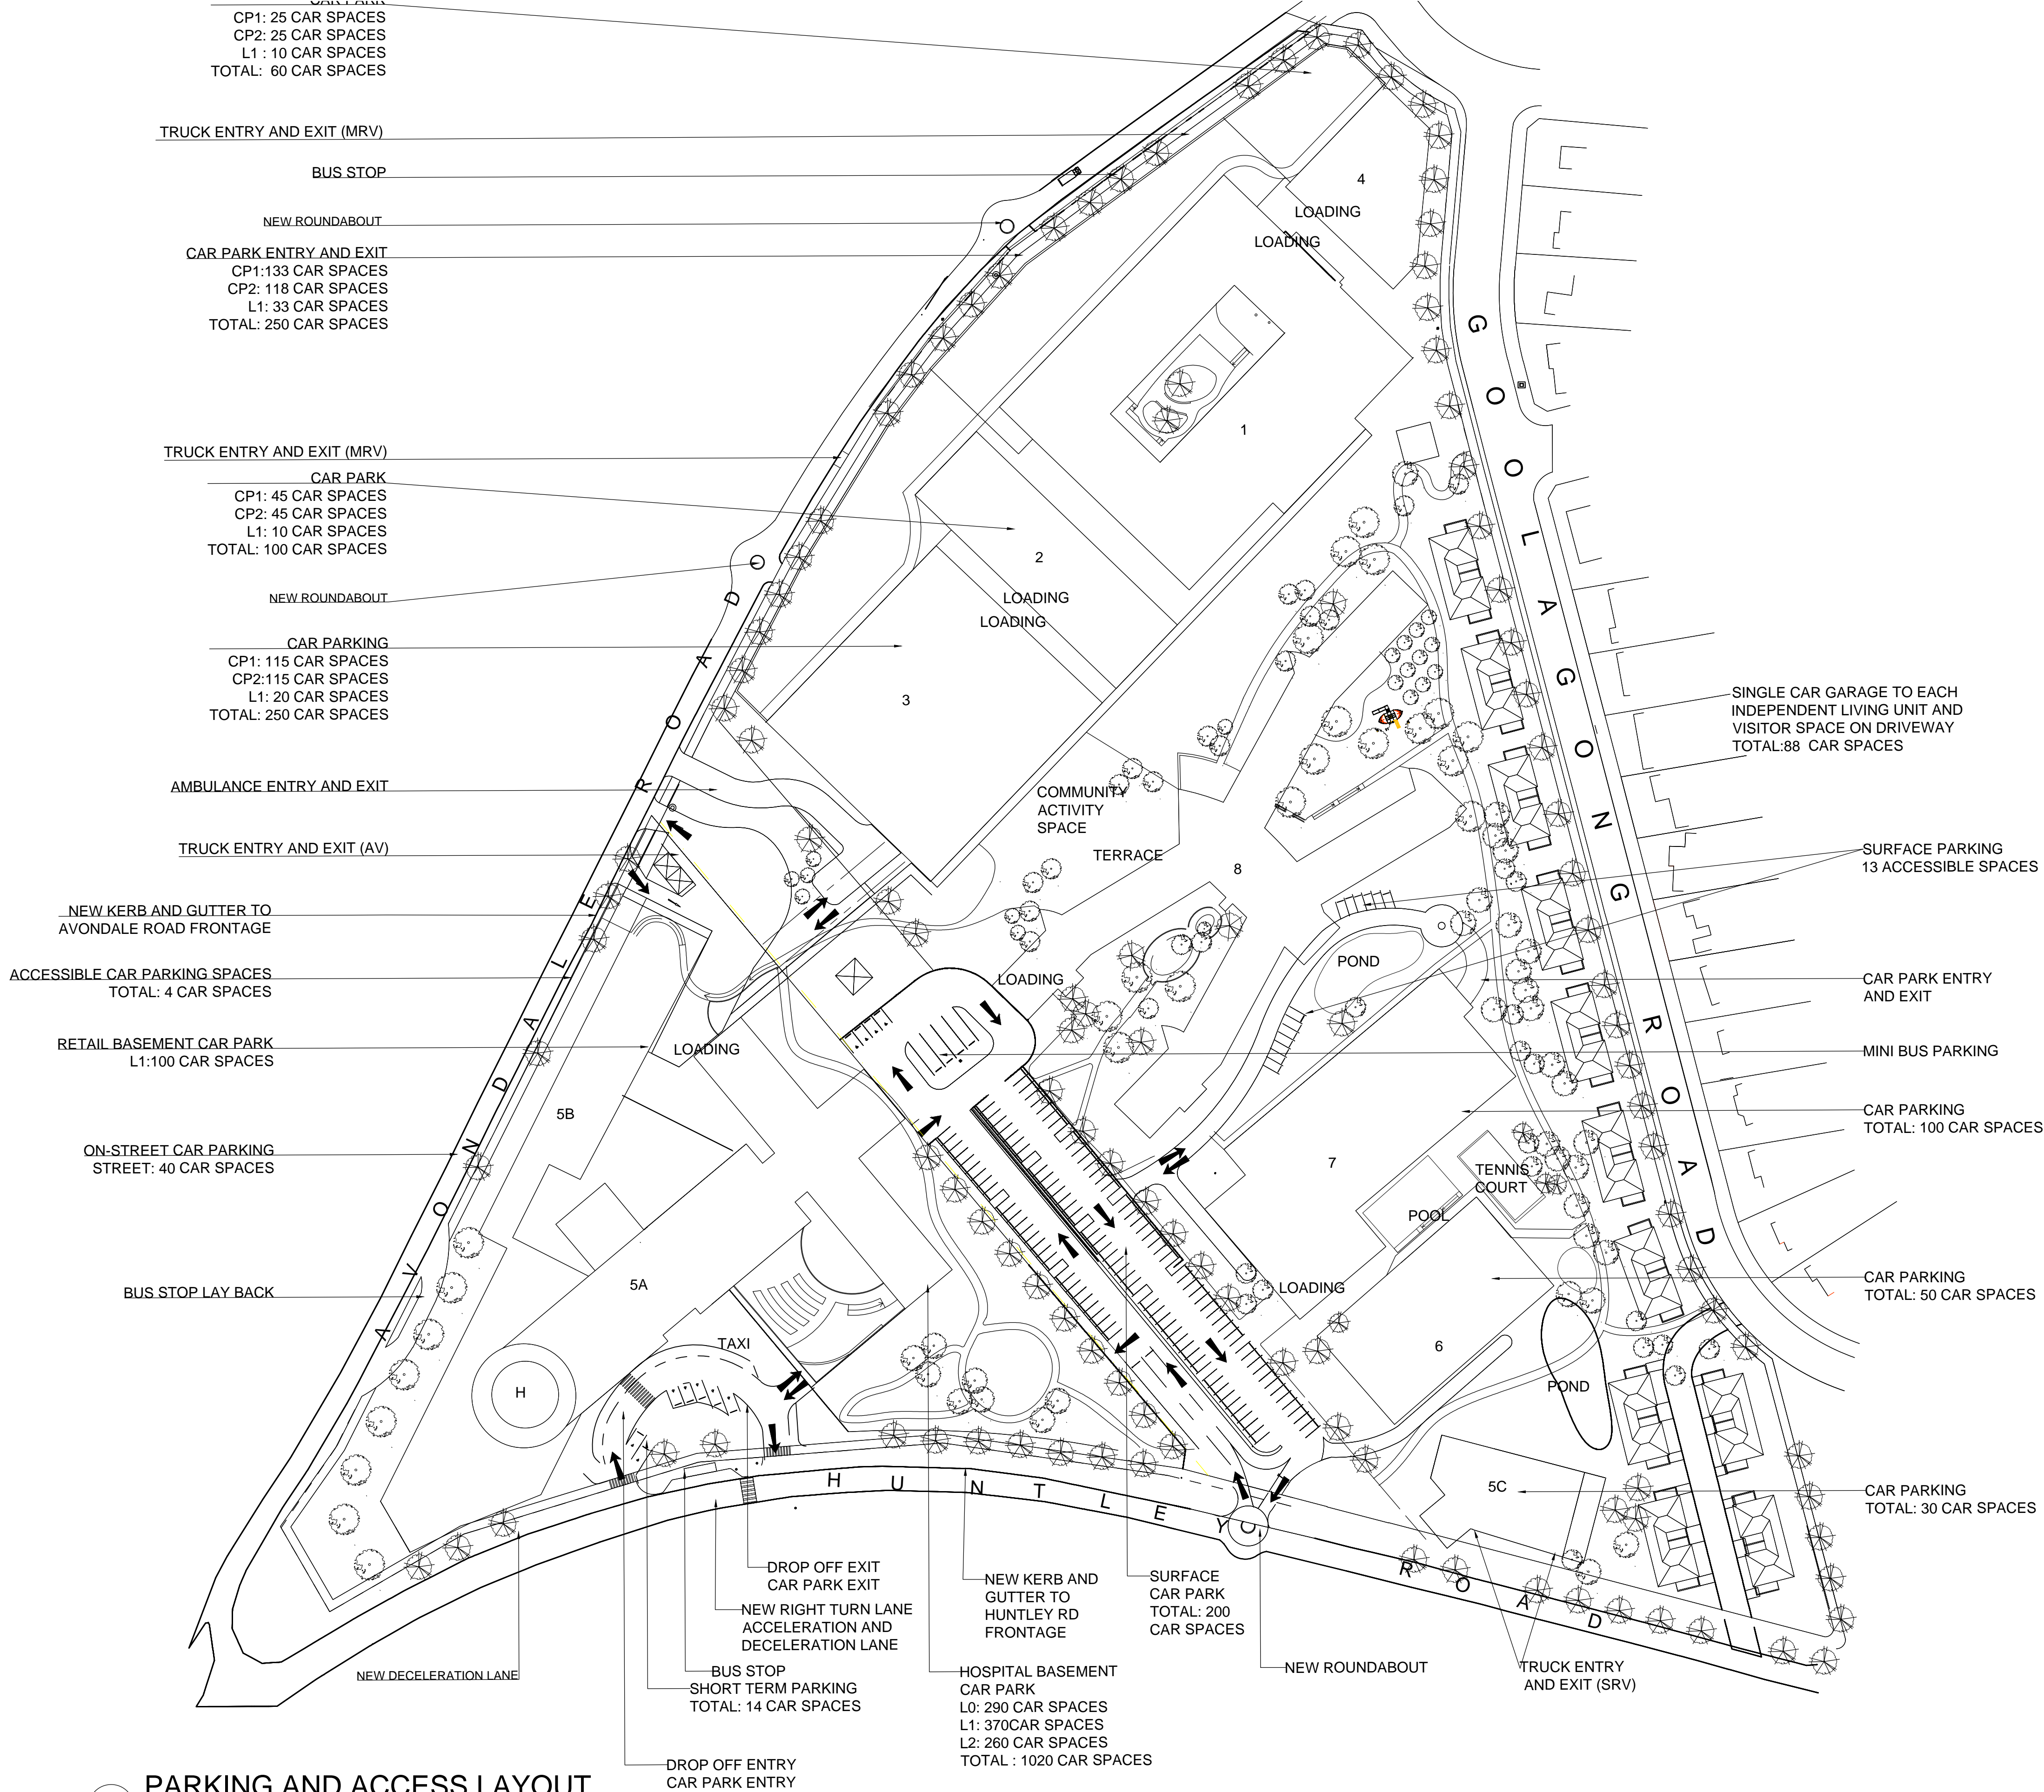 CAR PARK
CP1: 25 CAR SPACES
CP2: 25 CAR SPACES
L1 : 10 CAR SPACES
TOTAL: 60 CAR SPACES
TRUCK ENTRY AND EXIT (MRV)
BUS STOP
NEW ROUNDABOUT
CAR PARK ENTRY AND EXIT
CP1:133 CAR SPACES
CP2: 118 CAR SPACES
L1: 33 CAR SPACES
TOTAL: 250 CAR SPACES
TRUCK ENTRY AND EXIT (MRV)
CAR PARK
CP1: 45 CAR SPACES
CP2: 45 CAR SPACES
L1: 10 CAR SPACES
TOTAL: 100 CAR SPACES
NEW ROUNDABOUT
CAR PARKING
CP1: 115 CAR SPACES
CP2:115 CAR SPACES
L1: 20 CAR SPACES
TOTAL: 250 CAR SPACES
AMBULANCE ENTRY AND EXIT
TRUCK ENTRY AND EXIT (AV)
NEW KERB AND GUTTER TO
AVONDALE ROAD FRONTAGE
ACCESSIBLE CAR PARKING SPACES
TOTAL: 4 CAR SPACES
RETAIL BASEMENT CAR PARK
L1:100 CAR SPACES
ON-STREET CAR PARKING
STREET: 40 CAR SPACES
BUS STOP LAY BACK
NEW DECELERATION LANE
AVONDALE ROAD
4
LOADING
LOADING
1
2
LOADING
LOADING
3
COMMUNITY
ACTIVITY
SPACE
TERRACE
8
LOADING
POND
LOADING
5B
5A
TAXI
H
7
TENNIS
COURT
POOL
LOADING
6
POND
5C
GOOLAGONG ROAD
HUNTLEY ROAD
SINGLE CAR GARAGE TO EACH
INDEPENDENT LIVING UNIT AND
VISITOR SPACE ON DRIVEWAY
TOTAL:88 CAR SPACES
SURFACE PARKING
13 ACCESSIBLE SPACES
CAR PARK ENTRY
AND EXIT
MINI BUS PARKING
CAR PARKING
TOTAL: 100 CAR SPACES
CAR PARKING
TOTAL: 50 CAR SPACES
CAR PARKING
TOTAL: 30 CAR SPACES
DROP OFF EXIT
CAR PARK EXIT
NEW RIGHT TURN LANE
ACCELERATION AND
DECELERATION LANE
BUS STOP
SHORT TERM PARKING
TOTAL: 14 CAR SPACES
DROP OFF ENTRY
CAR PARK ENTRY
NEW KERB AND
GUTTER TO
HUNTLEY RD
FRONTAGE
HOSPITAL BASEMENT
CAR PARK
L0: 290 CAR SPACES
L1: 370CAR SPACES
L2: 260 CAR SPACES
TOTAL : 1020 CAR SPACES
SURFACE
CAR PARK
TOTAL: 200
CAR SPACES
NEW ROUNDABOUT
TRUCK ENTRY
AND EXIT (SRV)
PARKING AND ACCESS LAYOUT